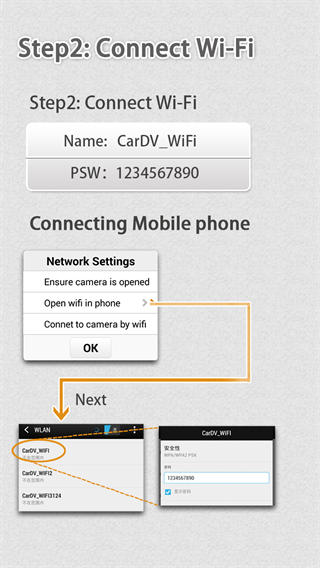 Step2: Connect Wi-Fi
Step2: Connect Wi-Fi
Name: CarDV_WiFi
PSW: 1234567890
Connecting Mobile phone
Network Settings
Ensure camera is opened
Open wifi in phone
Connet to camera by wifi
OK
Next
WLAN
CarDV_WIFI
不在范围内
CarDV_WIFI2
不在范围内
CarDV_WIFI3124
不在范围内
CarDV_WIFI
安全性
WPA/WPA2 PSK
密码
1234567890
显示密码